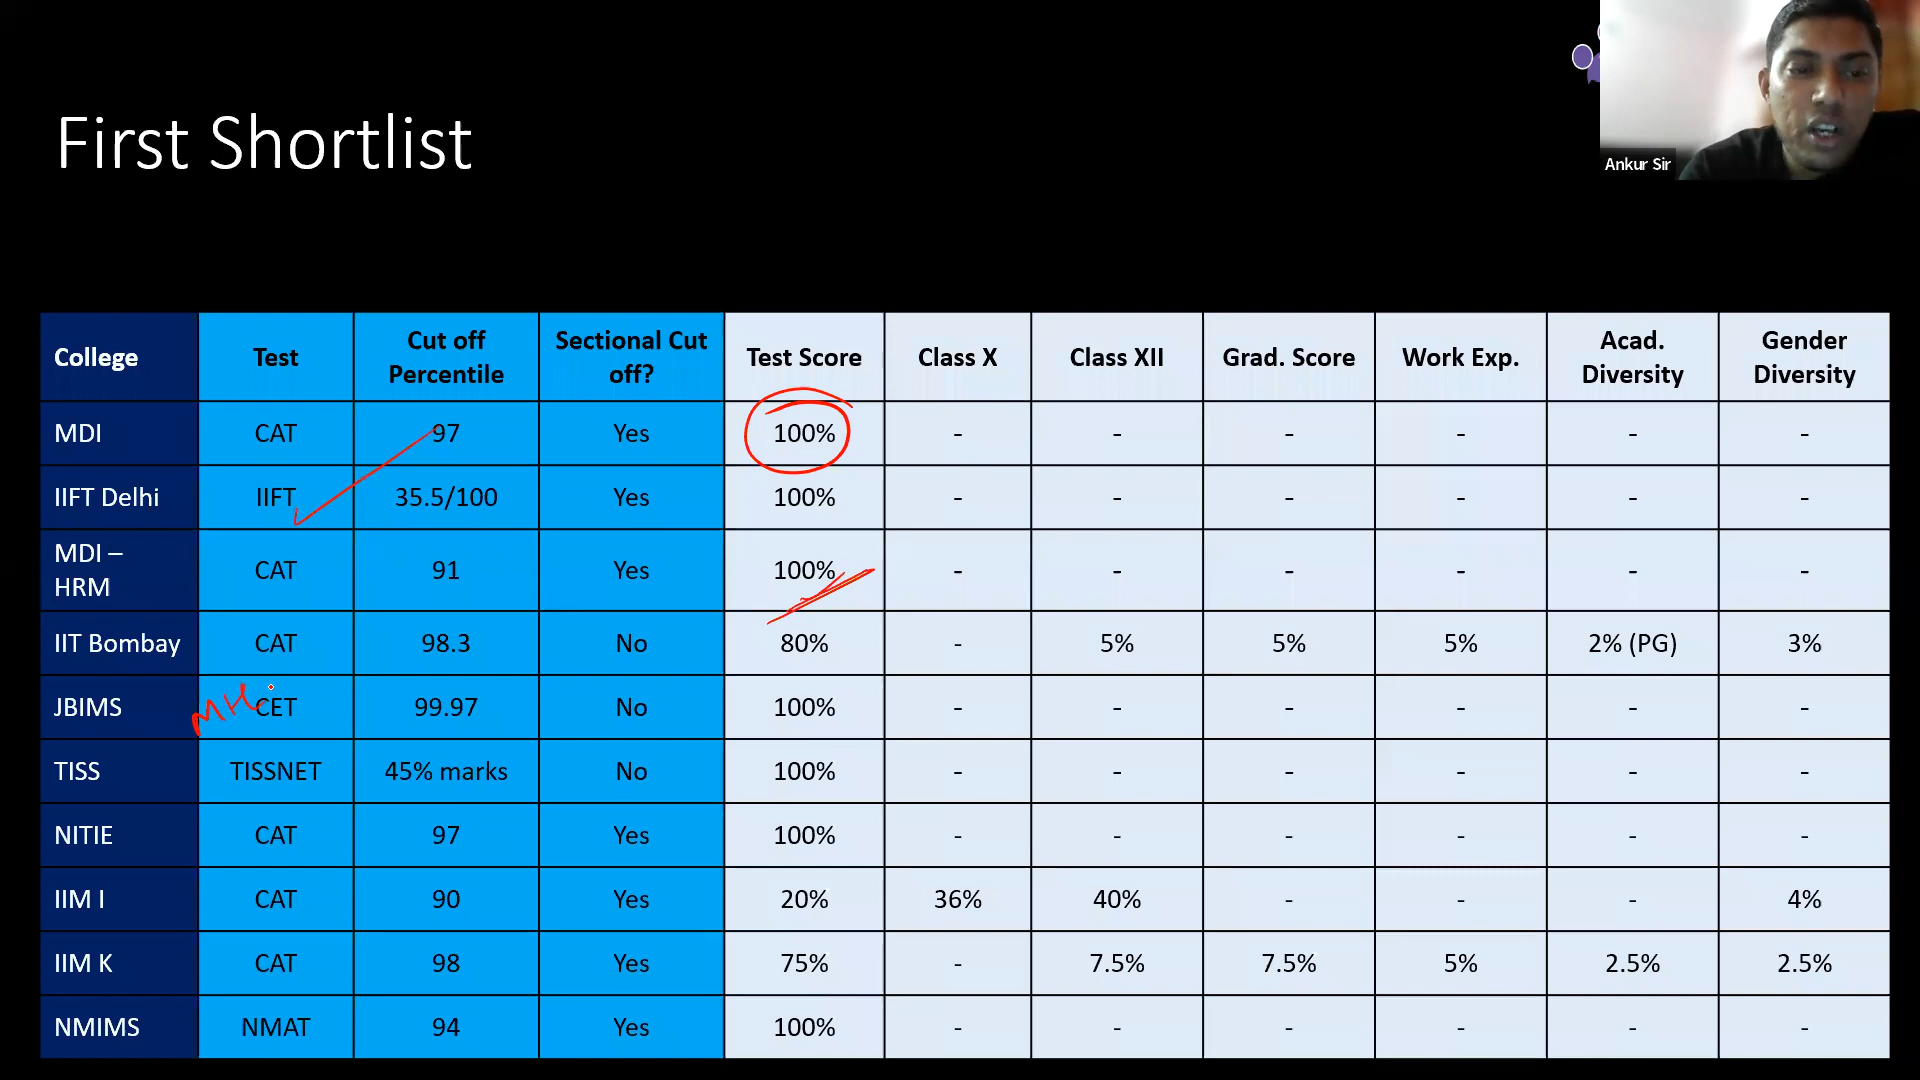 First Shortlist
Ankur Sir
College Test Cut off Percentile Sectional Cut off? Test Score Class X Class XII Grad. Score Work Exp. Acad. Diversity Gender Diversity
MDI CAT 97 Yes 100% - - - - - -
IIFT Delhi IIFT 35.5/100 Yes 100% - - - - - -
MDI – HRM CAT 91 Yes 100% - - - - - -
IIT Bombay CAT 98.3 No 80% - 5% 5% 5% 2% (PG) 3%
JBIMS MH CET 99.97 No 100% - - - - - -
TISS TISSNET 45% marks No 100% - - - - - -
NITIE CAT 97 Yes 100% - - - - - -
IIM I CAT 90 Yes 20% 36% 40% - - - 4%
IIM K CAT 98 Yes 75% - 7.5% 7.5% 5% 2.5% 2.5%
NMIMS NMAT 94 Yes 100% - - - - - -